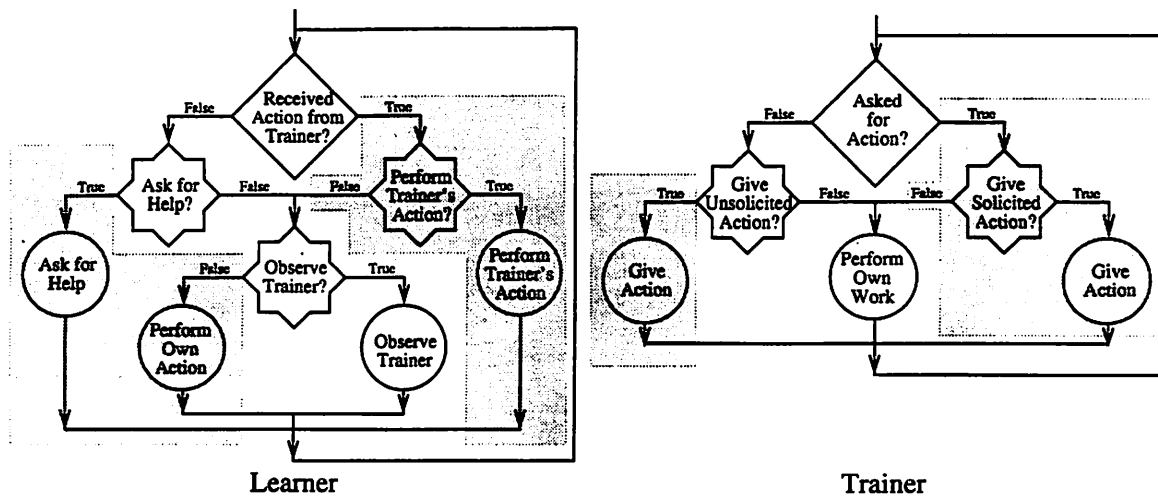 Received
Action from
Trainer?
False
True
Ask for
Help?
True
False
False
Perform
Trainer's
Action?
True
Ask for
Help
False
Observe
Trainer?
True
Perform
Trainer's
Action
Perform
Own
Action
Observe
Trainer
Learner
Asked
for
Action?
False
True
True
Give
Unsolicited
Action?
False
False
Give
Solicited
Action?
True
Give
Action
Perform
Own
Work
Give
Action
Trainer